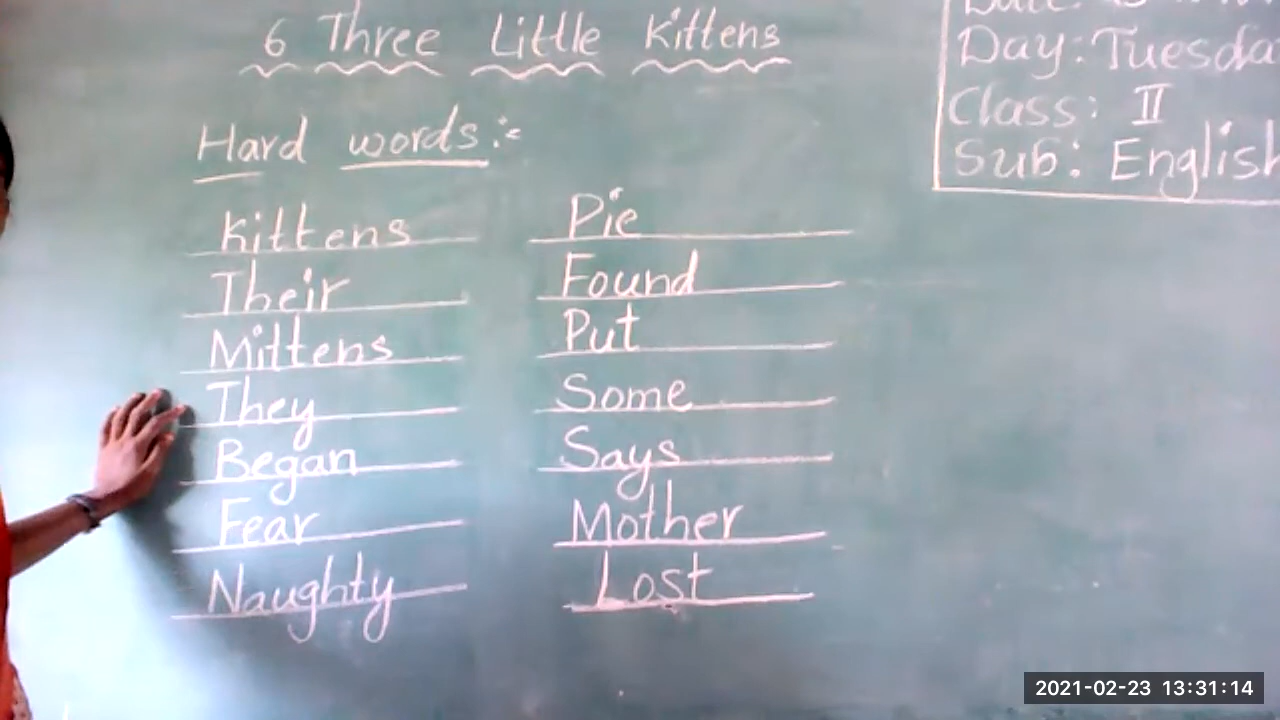 6 Three Little Kittens
Hard words:-
Kittens
Their
Mittens
They
Began
Fear
Naughty
Pie
Found
Put
Some
Says
Mother
Lost
Day: Tuesda
Class: II
Sub: English
2021-02-23 13:31:14